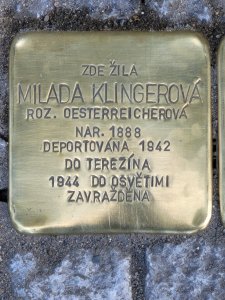 ZDE ŽILA
MILADA KLINGEROVÁ
ROZ. OESTERREICHEROVÁ
NAR. 1888
DEPORTOVÁNA 1942
DO TEREZÍNA
1944 DO OSVĚTIMI
ZAVRAŽDĚNA